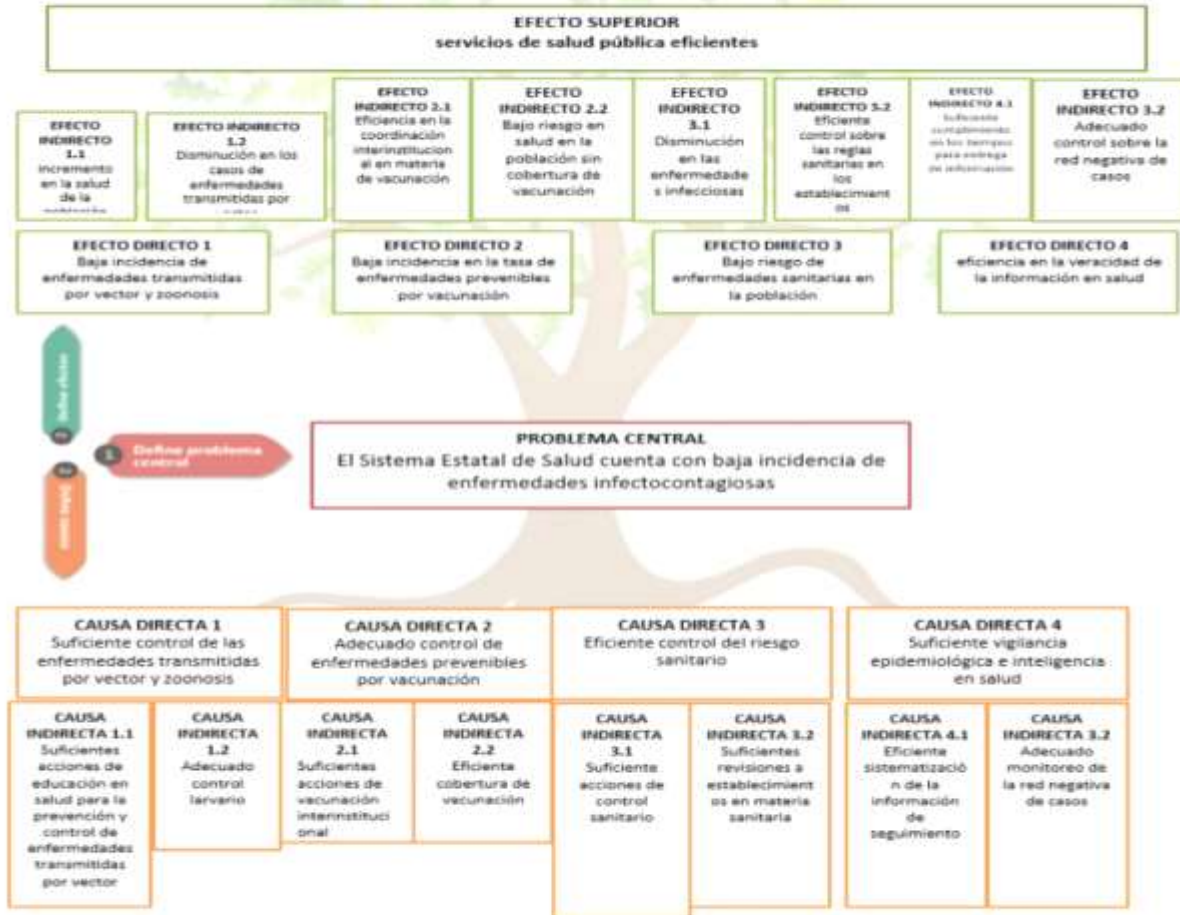 EFECTO SUPERIOR
servicios de salud pública eficientes
EFECTO
INDIRECTO
1.1
Incremento
en la salud
de la
población
EFECTO INDIRECTO
1.2
Disminución en los
casos de
enfermedades
transmitidas por
EFECTO
INDIRECTO 2.1
Eficiencia en la
coordinación
interinstitucion
al en materia
de vacunación
EFECTO
INDIRECTO 2.2
Bajo riesgo en
salud en la
población sin
cobertura de
vacunación
EFECTO
INDIRECTO
3.1
Disminución
en las
enfermedade
s infecciosas
EFECTO
INDIRECTO 3.2
Eficiente
control sobre
las reglas
sanitarias en
los
establecimient
os
EFECTO
INDIRECTO 4.1
Suficiente
cumplimiento
en los tiempos
para entrega
de información
EFECTO
INDIRECTO 3.2
Adecuado
control sobre la
red negativa de
casos
EFECTO DIRECTO 1
Baja incidencia de
enfermedades transmitidas
por vector y zoonosis
EFECTO DIRECTO 2
Baja incidencia en la tasa de
enfermedades prevenibles
por vacunación
EFECTO DIRECTO 3
Bajo riesgo de
enfermedades sanitarias en
la población
EFECTO DIRECTO 4
eficiencia en la veracidad de
la información en salud
1
Define problema
central
PROBLEMA CENTRAL
El Sistema Estatal de Salud cuenta con baja incidencia de
enfermedades infectocontagiosas
CAUSA DIRECTA 1
Suficiente control de las
enfermedades transmitidas
por vector y zoonosis
CAUSA DIRECTA 2
Adecuado control de
enfermedades prevenibles
por vacunación
CAUSA DIRECTA 3
Eficiente control del riesgo
sanitario
CAUSA DIRECTA 4
Suficiente vigilancia
epidemiológica e inteligencia
en salud
CAUSA
INDIRECTA 1.1
Suficientes
acciones de
educación en
salud para la
prevención y
control de
enfermedades
transmitidas
por vector
CAUSA
INDIRECTA
1.2
Adecuado
control
larvario
CAUSA
INDIRECTA
2.1
Suficientes
acciones de
vacunación
internnstituci
onal
CAUSA
INDIRECTA
2.2
Eficiente
cobertura de
vacunación
CAUSA
INDIRECTA
3.1
Suficiente
acciones de
control
sanitario
CAUSA
INDIRECTA 3.2
Suficientes
revisiones a
establecimient
os en materia
sanitaria
CAUSA
INDIRECTA 4.1
Eficiente
sistematizació
n de la
información
de
seguimiento
CAUSA
INDIRECTA 3.2
Adecuado
monitoreo de
la red negativa
de casos